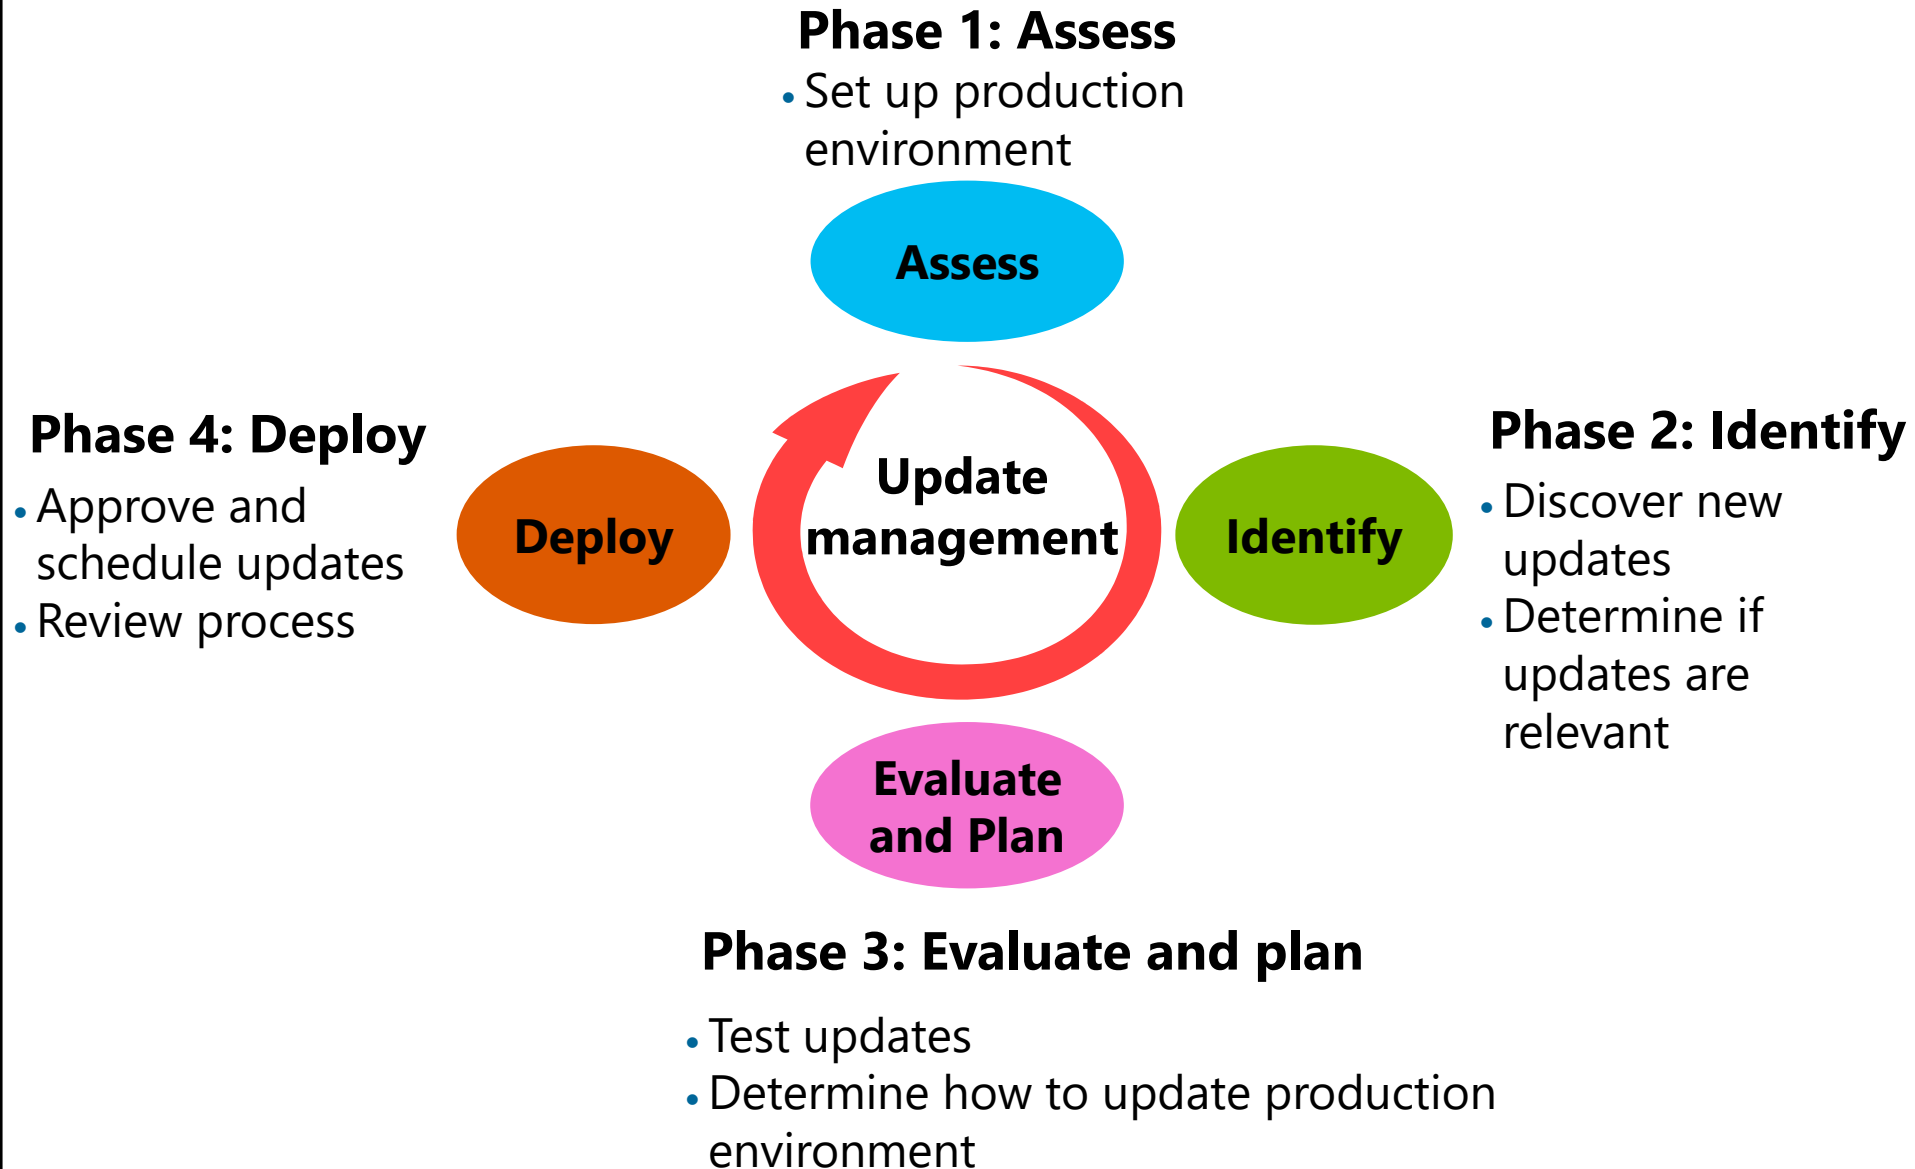 Phase 1: Assess
• Set up production
environment
Assess
Phase 4: Deploy
• Approve and
schedule updates
• Review process
Deploy
Update
management
Identify
Phase 2: Identify
• Discover new
updates
• Determine if
updates are
relevant
Evaluate
and Plan
Phase 3: Evaluate and plan
• Test updates
• Determine how to update production
environment